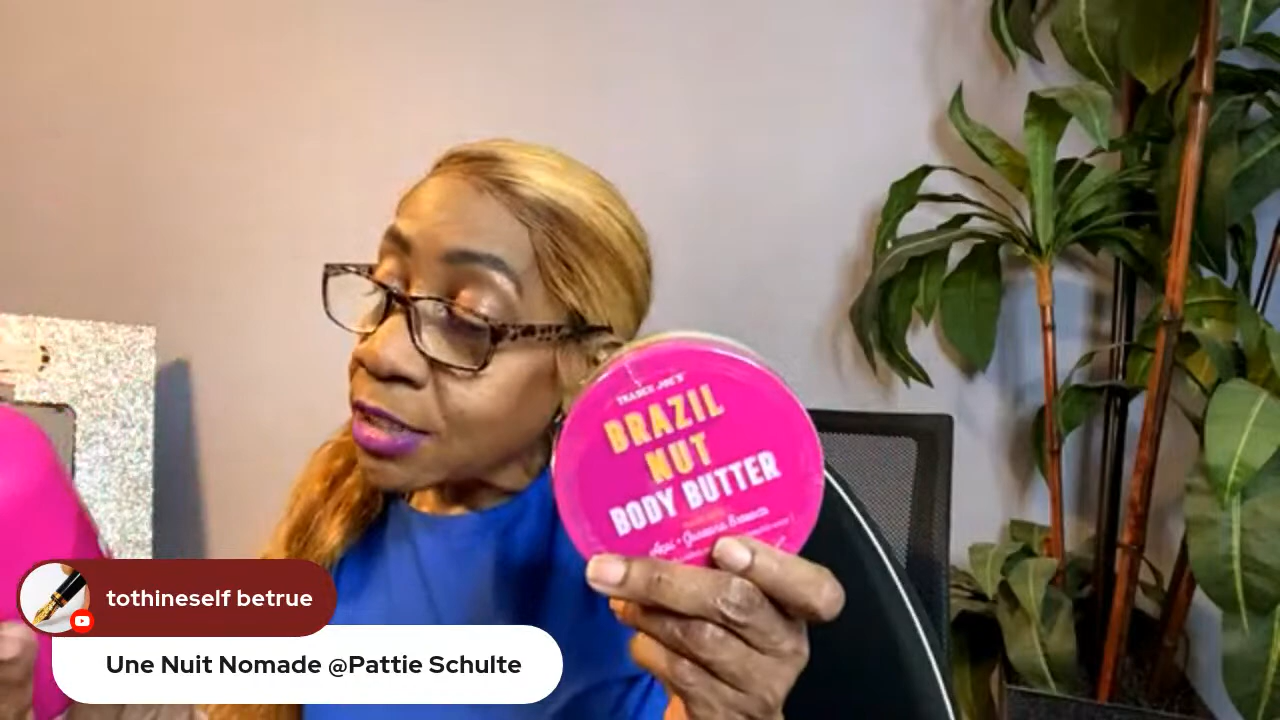 TRADER JOE'S
BRAZIL
NUT
BODY BUTTER
tothineself betrue
Une Nuit Nomade @Pattie Schulte